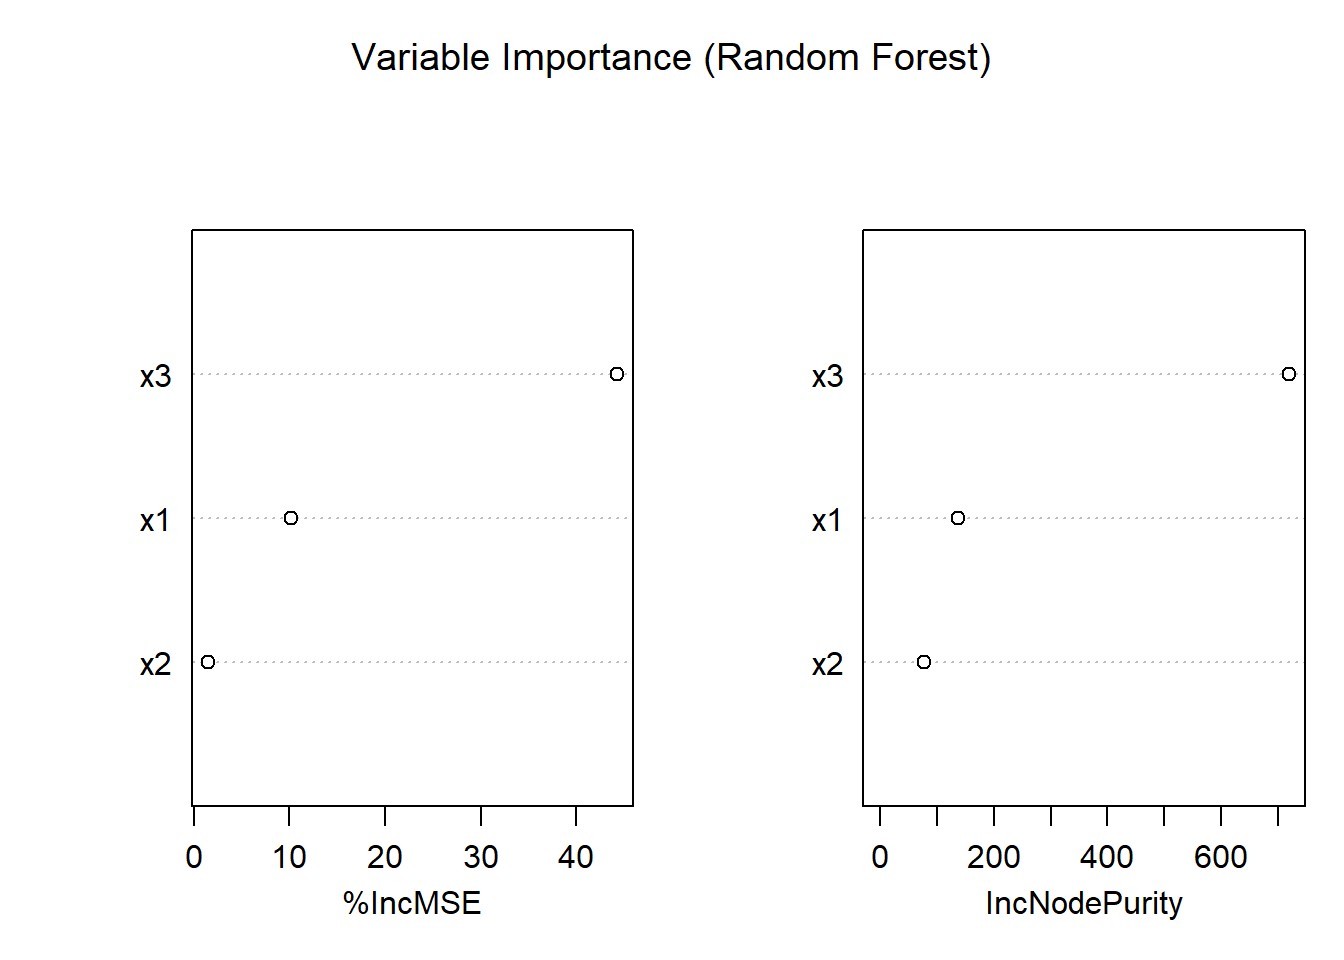 Variable Importance (Random Forest)
x3
x1
x2
0 10 20 30 40
%IncMSE
x3
x1
x2
0 200 400 600
IncNodePurity